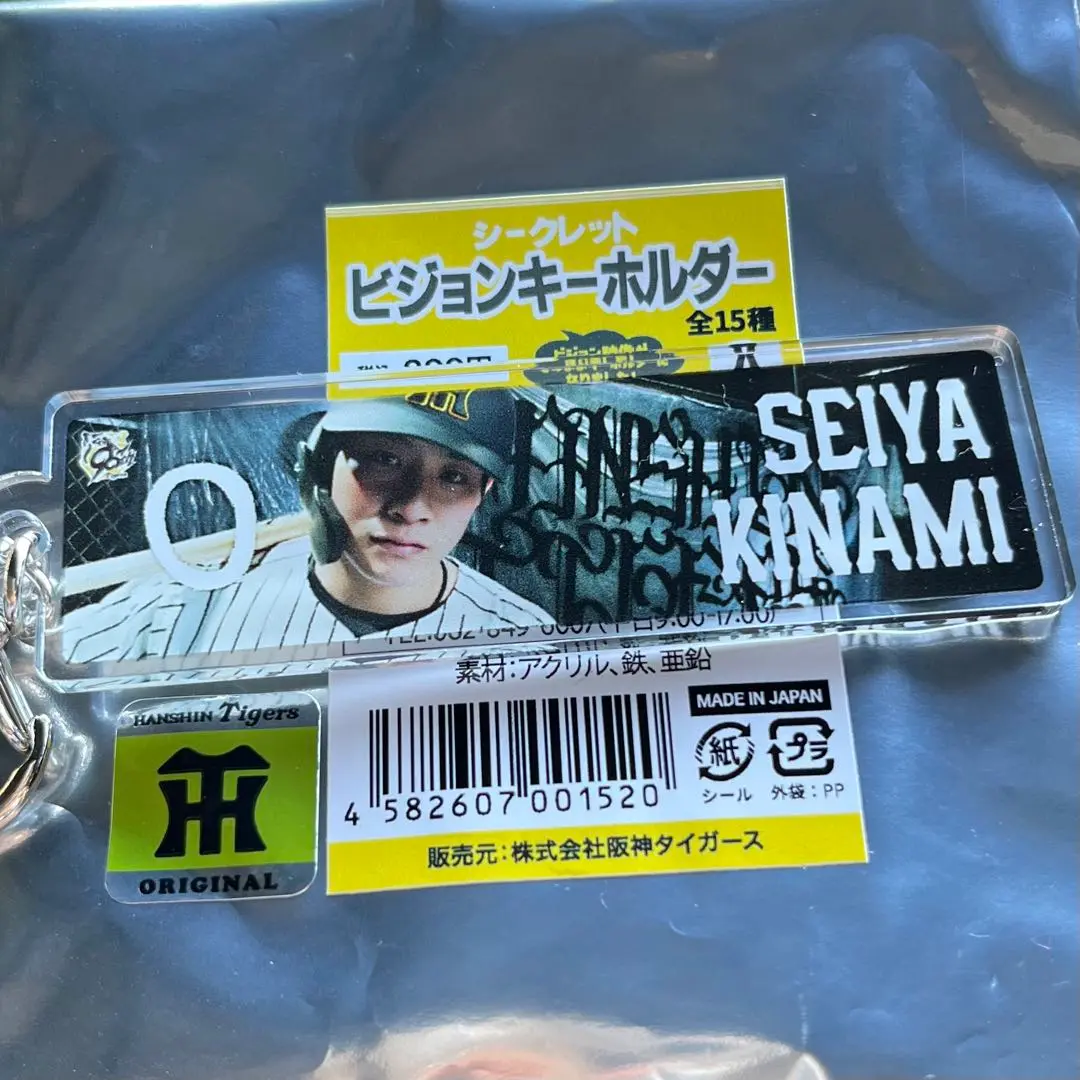 シークレット
ビジョンキーホルダー
全15種
TH
0
SEIYA
KINAMI
素材:アクリル、鉄、亜鉛
MADE IN JAPAN
紙
プラ
シール 外袋:PP
4 582607 001520
販売元:株式会社阪神タイガース
HANSHIN Tigers
TH
ORIGINAL